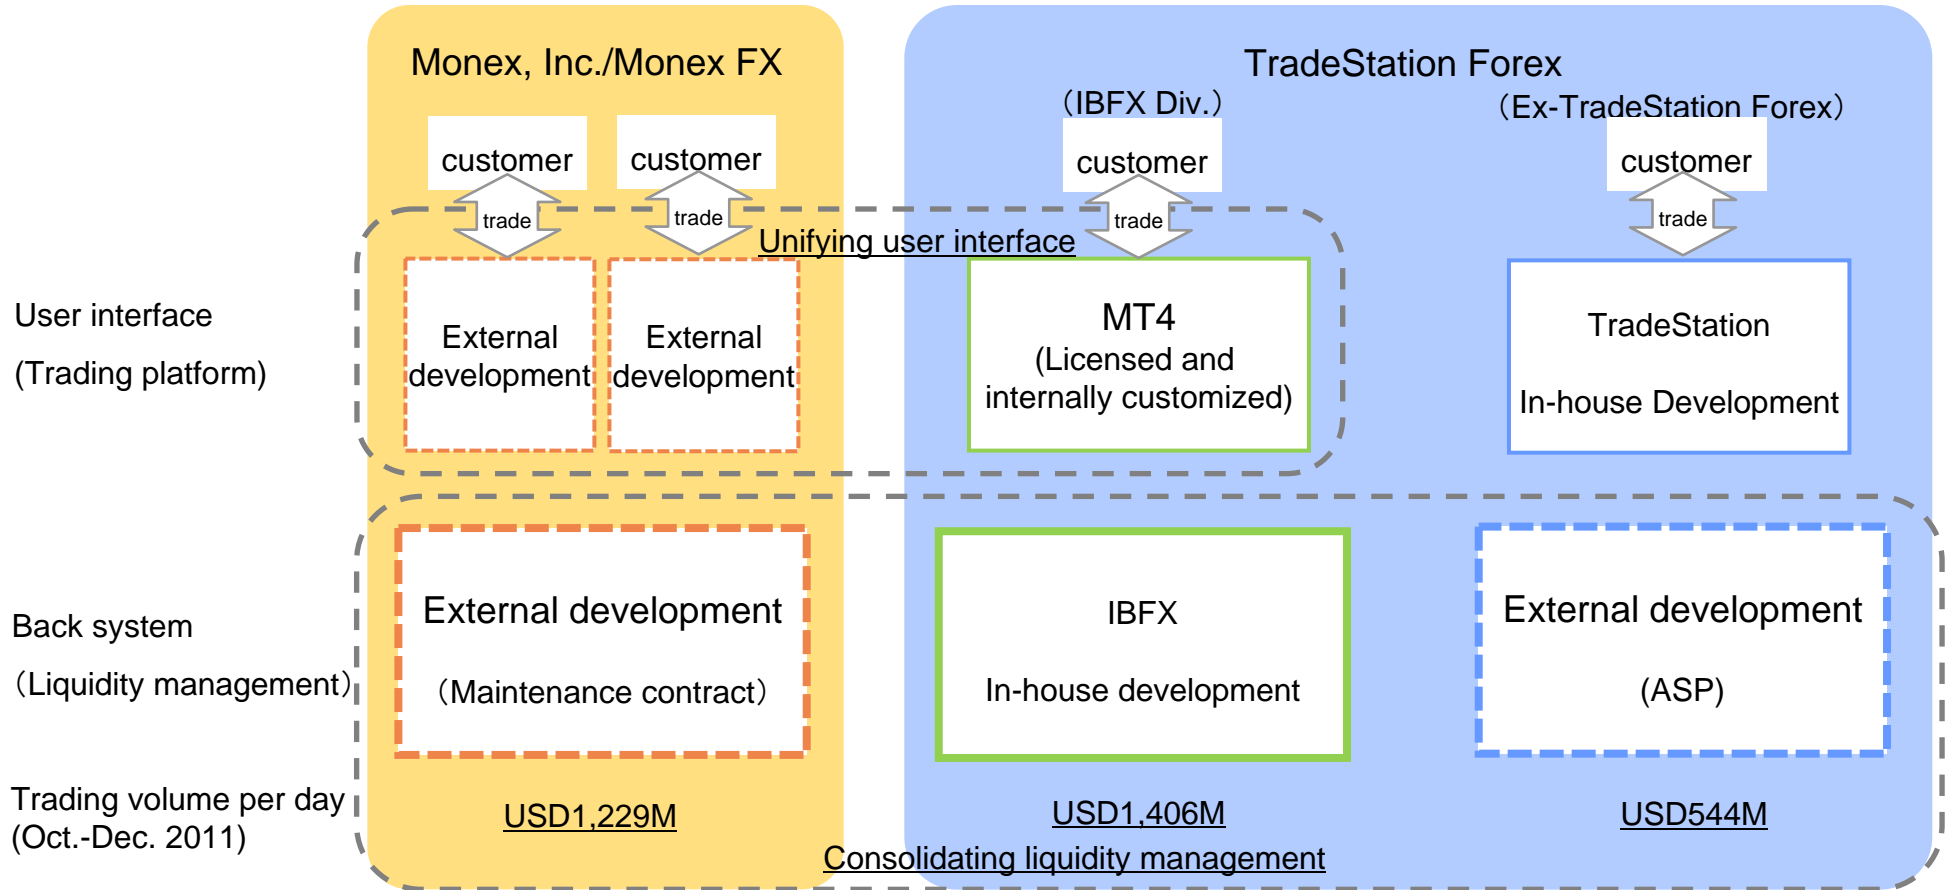 Monex, Inc./Monex FX
TradeStation Forex
（IBFX Div.）
（Ex-TradeStation Forex）
customer
customer
customer
customer
trade
trade
trade
trade
Unifying user interface
User interface
(Trading platform)
External
development
External
development
MT4
(Licensed and
internally customized)
TradeStation
In-house Development
Back system
（Liquidity management）
External development
（Maintenance contract）
IBFX
In-house development
External development
(ASP)
Trading volume per day
(Oct.-Dec. 2011)
USD1,229M
USD1,406M
USD544M
Consolidating liquidity management